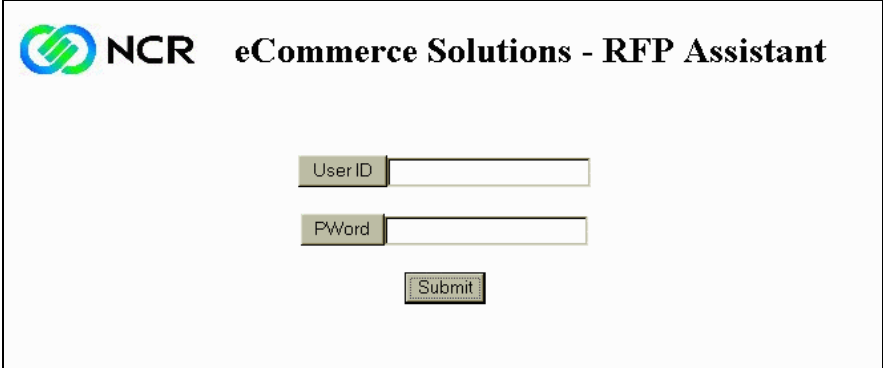 NCR eCommerce Solutions - RFP Assistant
User ID
PWord
Submit